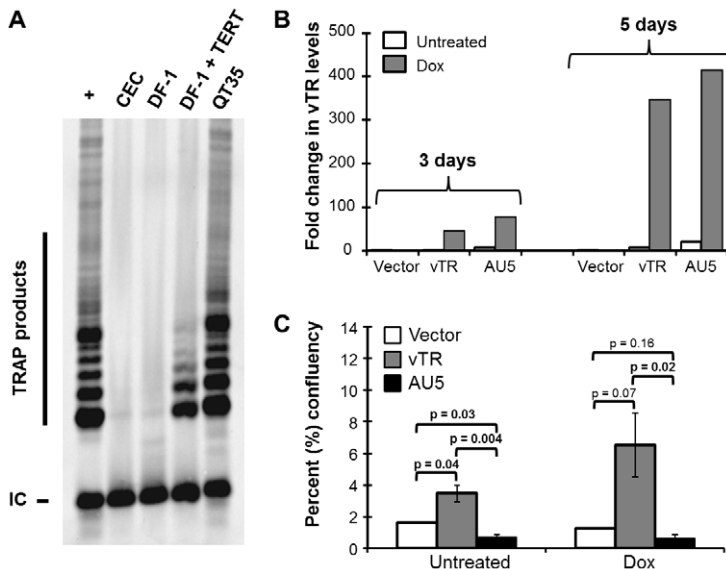 A
+
CEC
DF-1
DF-1 + TERT
QT35
TRAP products
IC
B
Fold change in vTR levels
500
400
300
200
100
0
Untreated
Dox
3 days
5 days
Vector
vTR
AU5
Vector
vTR
AU5
C
Percent (%) confluency
14
12
10
8
6
4
2
0
Vector
vTR
AU5
p = 0.03
p = 0.004
p = 0.04
p = 0.16
p = 0.02
p = 0.07
Untreated
Dox